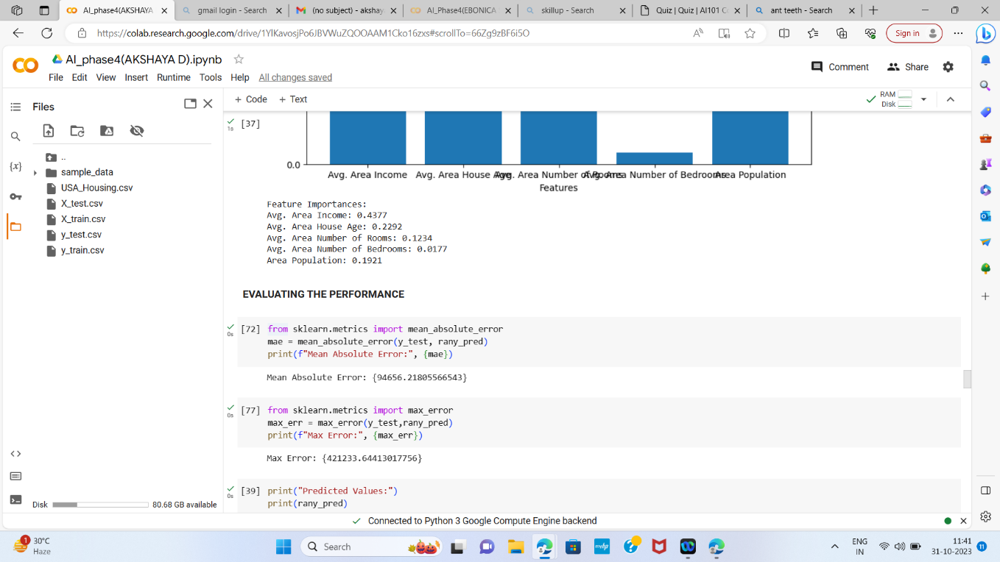 AI_phase4(AKSHAYA
gmail login - Search
(no subject) - akshay
AI_Phase4(EBONICA
skillup - Search
Quiz | Quiz | AI101 Co
ant teeth - Search
https://colab.research.google.com/drive/1YlKavosjPo6JBVWuZQOOAAM1Cko16zxs#scrollTo=66Zg9zBF6i5O
Sign in
AI_phase4(AKSHAYA D).ipynb
File Edit View Insert Runtime Tools Help All changes saved
Comment
Share
Files
+ Code + Text
RAM
Disk
..
sample_data
USA_Housing.csv
X_test.csv
X_train.csv
y_test.csv
y_train.csv
Disk
80.68 GB available
1s
[37]
0.0
Avg. Area Income Avg. Area House Age Avg. Area Number of Rooms Avg. Area Number of Bedrooms Area Population
Features
Feature Importances:
Avg. Area Income: 0.4377
Avg. Area House Age: 0.2292
Avg. Area Number of Rooms: 0.1234
Avg. Area Number of Bedrooms: 0.0177
Area Population: 0.1921
EVALUATING THE PERFORMANCE
0s
[72] from sklearn.metrics import mean_absolute_error
mae = mean_absolute_error(y_test, rany_pred)
print(f"Mean Absolute Error:", {mae})
Mean Absolute Error: {94656.21805566543}
0s
[77] from sklearn.metrics import max_error
max_err = max_error(y_test,rany_pred)
print(f"Max Error:", {max_err})
Max Error: {421233.64413017756}
0s
[39] print("Predicted Values:")
print(rany_pred)
Connected to Python 3 Google Compute Engine backend
1
30°C
Haze
Search
myhp
ENG
IN
11:41
31-10-2023
11